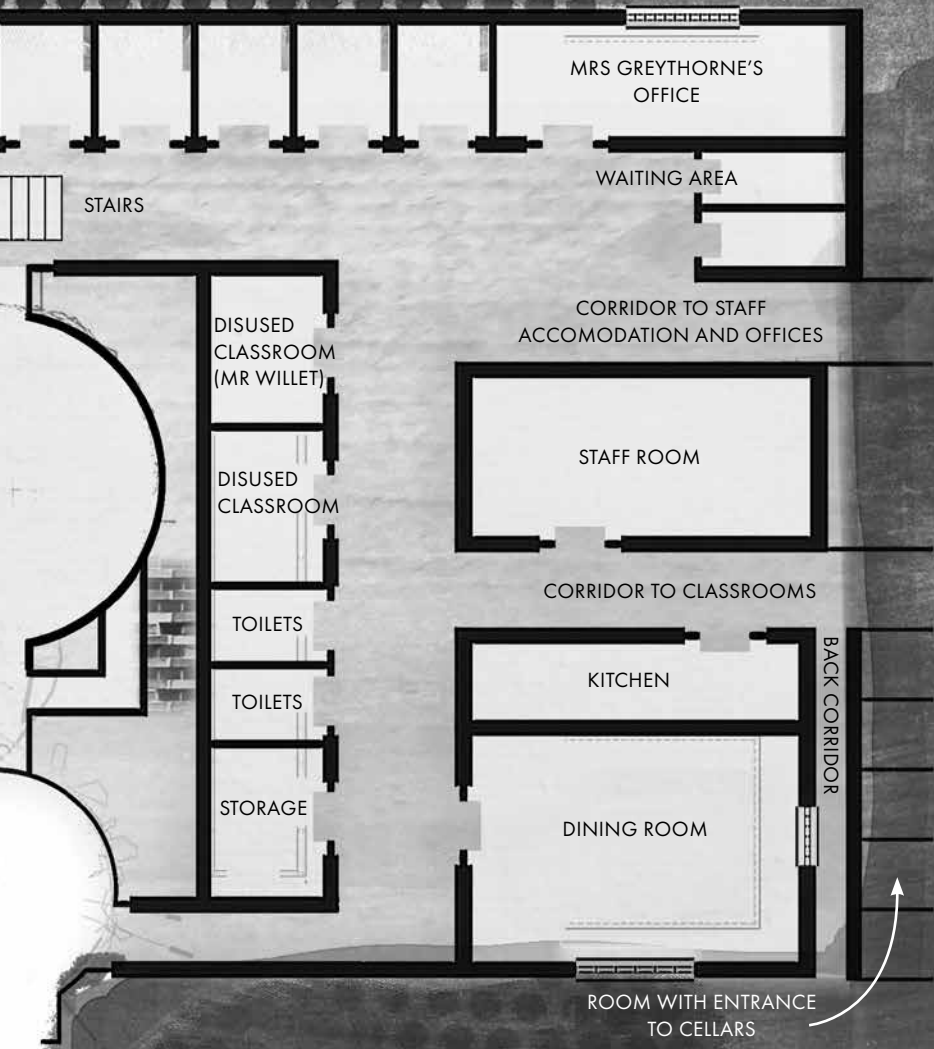 MRS GREYTHORNE’S
OFFICE
WAITING AREA
STAIRS
CORRIDOR TO STAFF
ACCOMODATION AND OFFICES
DISUSED
CLASSROOM
(MR WILLET)
STAFF ROOM
DISUSED
CLASSROOM
CORRIDOR TO CLASSROOMS
TOILETS
BACK CORRIDOR
KITCHEN
TOILETS
STORAGE
DINING ROOM
ROOM WITH ENTRANCE
TO CELLARS